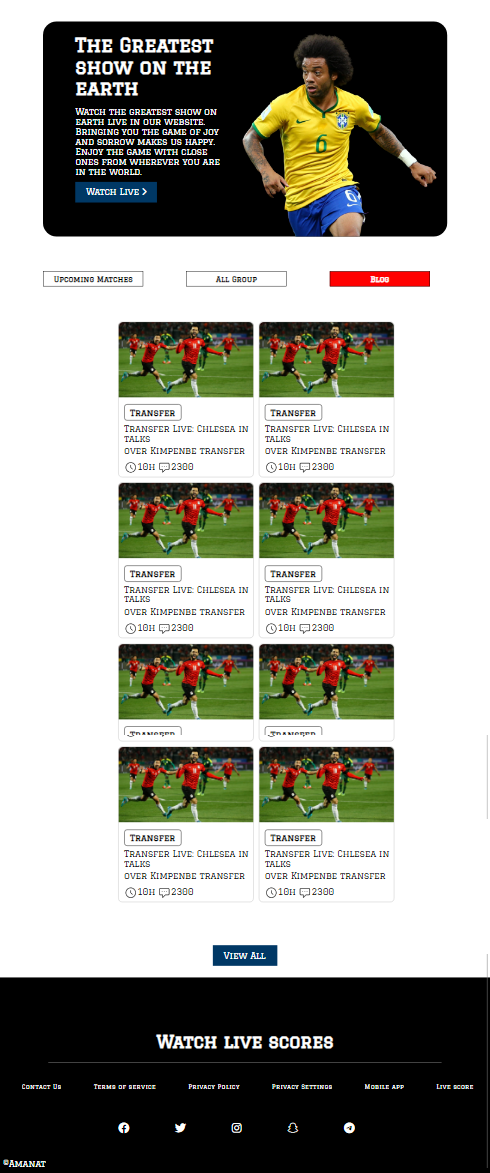 The Greatest
show on the
earth
Watch the greatest show on
earth live in our website.
Bringing you the game of joy
and sorrow makes us happy.
Enjoy the game with close
ones from wherever you are
in the world.
Watch Live
6
6
Upcoming Matches
All Group
Blog
Transfer
Transfer
Transfer Live: Chlesea in
talks
over Kimpenbe transfer
Transfer Live: Chlesea in
talks
over Kimpenbe transfer
10h 2300
10h 2300
Transfer
Transfer
Transfer Live: Chlesea in
talks
over Kimpenbe transfer
Transfer Live: Chlesea in
talks
over Kimpenbe transfer
10h 2300
10h 2300
Transfer
Transfer
Transfer
Transfer
Transfer Live: Chlesea in
talks
over Kimpenbe transfer
Transfer Live: Chlesea in
talks
over Kimpenbe transfer
10h 2300
10h 2300
View All
Watch live scores
Contact Us
Terms of service
Privacy Policy
Privacy Settings
Mobile app
Live score
©Amanat